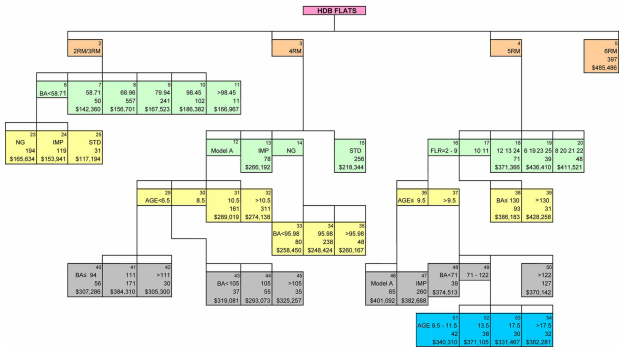 HDB FLATS
2
2RM/3RM
3
4RM
4
5RM
5
6RM
397
$485,486
6 7 8 9 10 11
BA<58.71 58.71 68.96 79.94 98.45 >98.45
50 557 241 102 11
$142,360 $156,701 $167,523 $186,382 $166,967
23 24 25
NG IMP STD
194 119 31
$165,634 $153,941 $117,194
12 13 14 15
Model A IMP NG STD
78 256
$266,192 $218,344
16 17 18 19 20
FLR=2 - 9 10 11 12 13 24 6 19 23 25 8 20 21 22
71 39 48
$371,366 $436,410 $411,521
29 30 31 32
AGE<6.5 8.5 10.5 >10.5
161 311
$289,019 $274,138
33 34 35
BA<95.98 95.98 >95.98
80 238 48
$258,450 $248,424 $260,167
36 37
AGE≤ 9.5 >9.5
38 39
BA≤ 130 >130
93 31
$386,183 $428,258
40 41 42
BA≤ 94 111 >111
56 171 30
$307,286 $384,310 $305,300
43 44 45
BA<105 105 >105
37 55 35
$319,081 $293,073 $325,257
46 47 48 49 50
Model A IMP BA<71 71 - 122 >122
65 260 39 127
$401,092 $382,688 $374,513 $370,142
51 52 53 54
AGE 9.5 - 11.5 13.5 17.5 >17.5
42 38 30 32
$340,310 $371,105 $331,467 $362,281